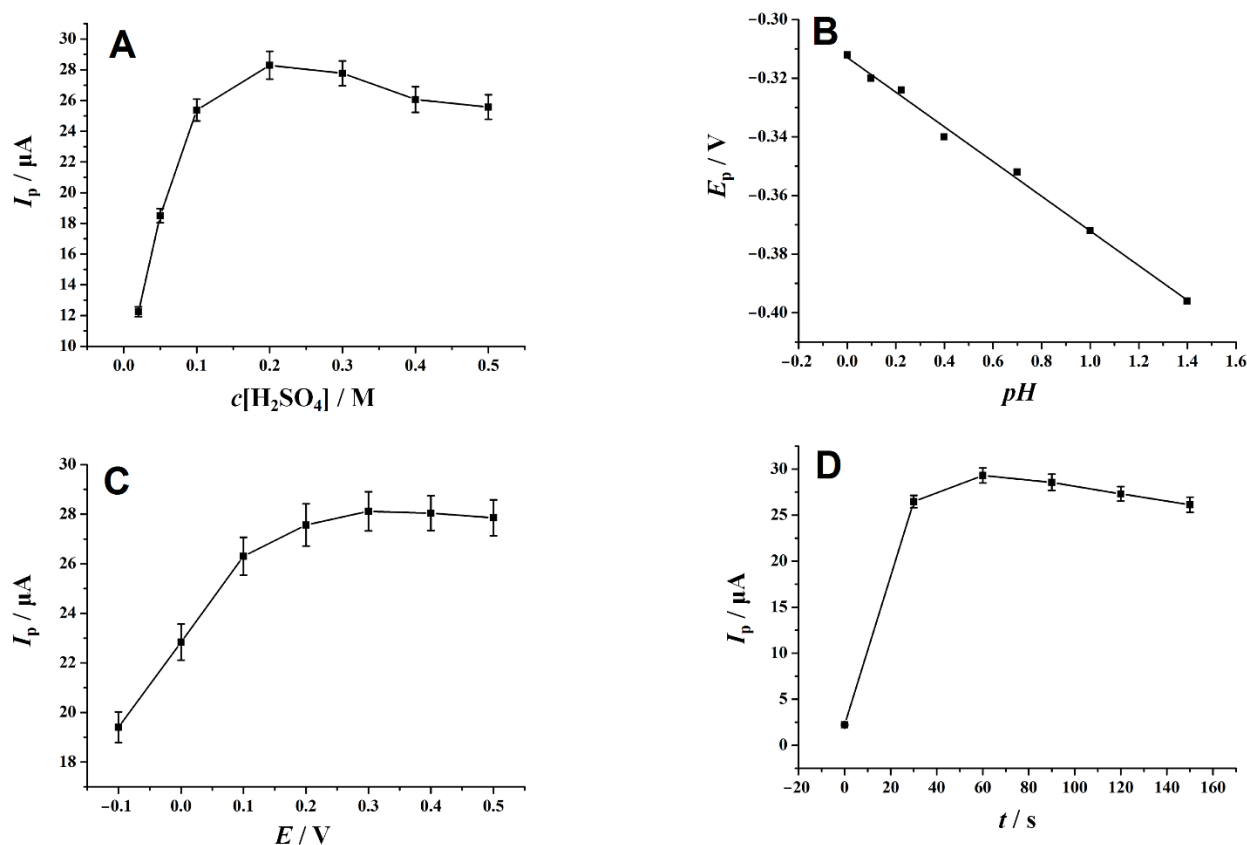 A
30
28
26
24
22
20
18
16
14
12
10
0.0 0.1 0.2 0.3 0.4 0.5
Ip / μA
c[H2SO4] / M
B
−0.30
−0.32
−0.34
−0.36
−0.38
−0.40
−0.2 0.0 0.2 0.4 0.6 0.8 1.0 1.2 1.4 1.6
Ep / V
pH
C
30
28
26
24
22
20
18
−0.1 0.0 0.1 0.2 0.3 0.4 0.5
Ip / μA
E / V
D
30
25
20
15
10
5
0
−20 0 20 40 60 80 100 120 140 160
Ip / μA
t / s